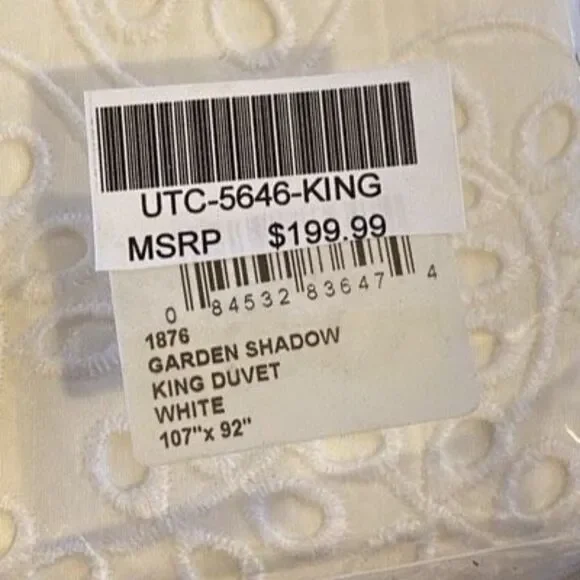 UTC-5646-KING
MSRP $199.99
0 84532 83647 4
1876
GARDEN SHADOW
KING DUVET
WHITE
107"x 92"